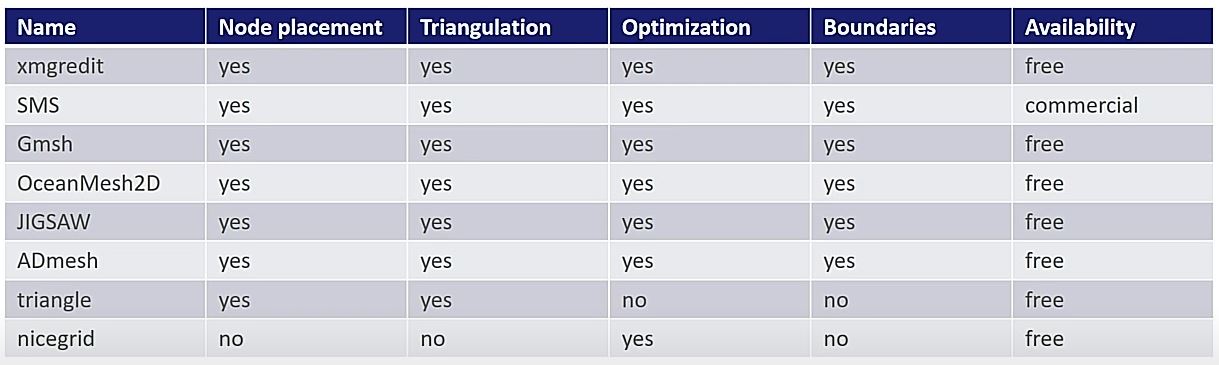 Name Node placement Triangulation Optimization Boundaries Availability
xmgredit yes yes yes yes free
SMS yes yes yes yes commercial
Gmsh yes yes yes yes free
OceanMesh2D yes yes yes yes free
JIGSAW yes yes yes yes free
ADmesh yes yes yes yes free
triangle yes yes no no free
nicegrid no no yes no free